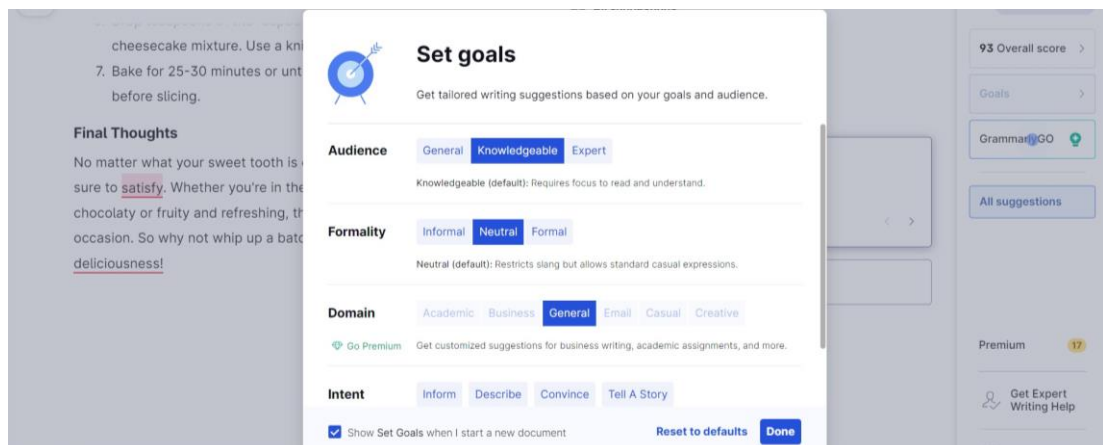 cheesecake mixture. Use a kni
7. Bake for 25-30 minutes or unt
before slicing.
Final Thoughts
No matter what your sweet tooth is
sure to satisfy. Whether you're in the
chocolaty or fruity and refreshing, th
occasion. So why not whip up a batc
deliciousness!
Set goals
Get tailored writing suggestions based on your goals and audience.
Audience
General Knowledgeable Expert
Knowledgeable (default): Requires focus to read and understand.
Formality
Informal Neutral Formal
Neutral (default): Restricts slang but allows standard casual expressions.
Domain
Academic Business General Email Casual Creative
Go Premium Get customized suggestions for business writing, academic assignments, and more.
Intent
Inform Describe Convince Tell A Story
Show Set Goals when I start a new document
Reset to defaults Done
93 Overall score
Goals
GrammarlyGO
All suggestions
Premium 17
Get Expert
Writing Help